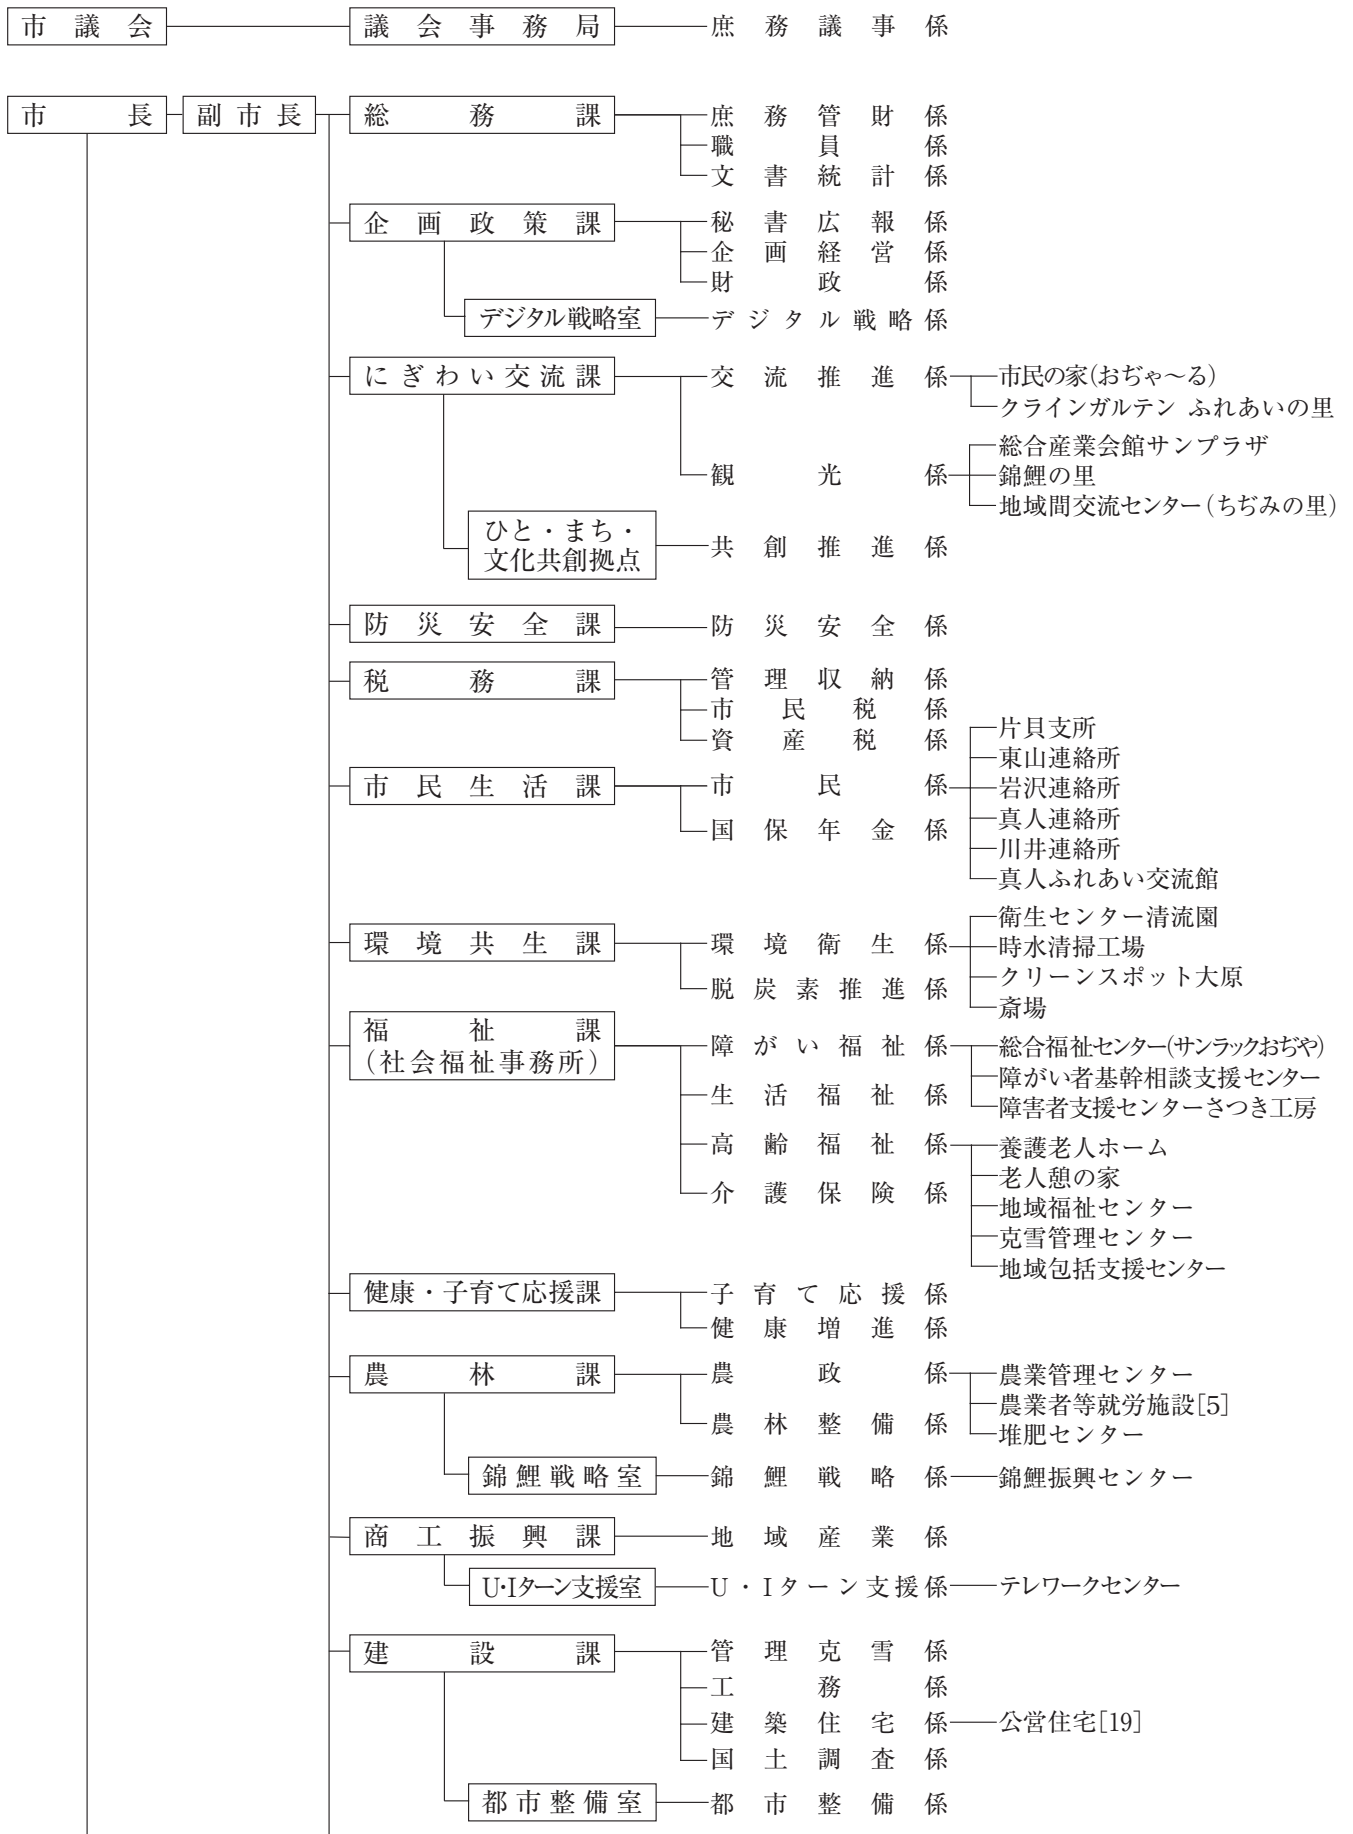 市議会 議会事務局 庶務議事係
市長 副市長 総務課 庶務管財係
職員係
文書統計係
企画政策課 秘書広報係
企画経営係
財政係
デジタル戦略室 デジタル戦略係
にぎわい交流課 交流推進係 市民の家(おぢゃ〜る)
クラインガルテン ふれあいの里
総合産業会館サンプラザ
観光係 錦鯉の里
地域間交流センター(ちぢみの里)
ひと・まち・
文化共創拠点 共創推進係
防災安全課 防災安全係
税務課 管理収納係
市民税係
資産税係
片貝支所
東山連絡所
市民生活課 市民係 岩沢連絡所
真人連絡所
国保年金係
川井連絡所
真人ふれあい交流館
衛生センター清流園
環境共生課 環境衛生係 時水清掃工場
クリーンスポット大原
脱炭素推進係
斎場
福祉課
(社会福祉事務所) 障がい福祉係 総合福祉センター(サンラックおぢや)
障がい者基幹相談支援センター
生活福祉係 障害者支援センターさつき工房
高齢福祉係 養護老人ホーム
老人憩の家
介護保険係 地域福祉センター
克雪管理センター
地域包括支援センター
健康・子育て応援課 子育て応援係
健康増進係
農林課 農政係 農業管理センター
農業者等就労施設[5]
農林整備係 堆肥センター
錦鯉戦略室 錦鯉戦略係 錦鯉振興センター
商工振興課 地域産業係
U・Iターン支援室 U・Iターン支援係 テレワークセンター
建設課 管理克雪係
工務係
建築住宅係 公営住宅[19]
国土調査係
都市整備室 都市整備係